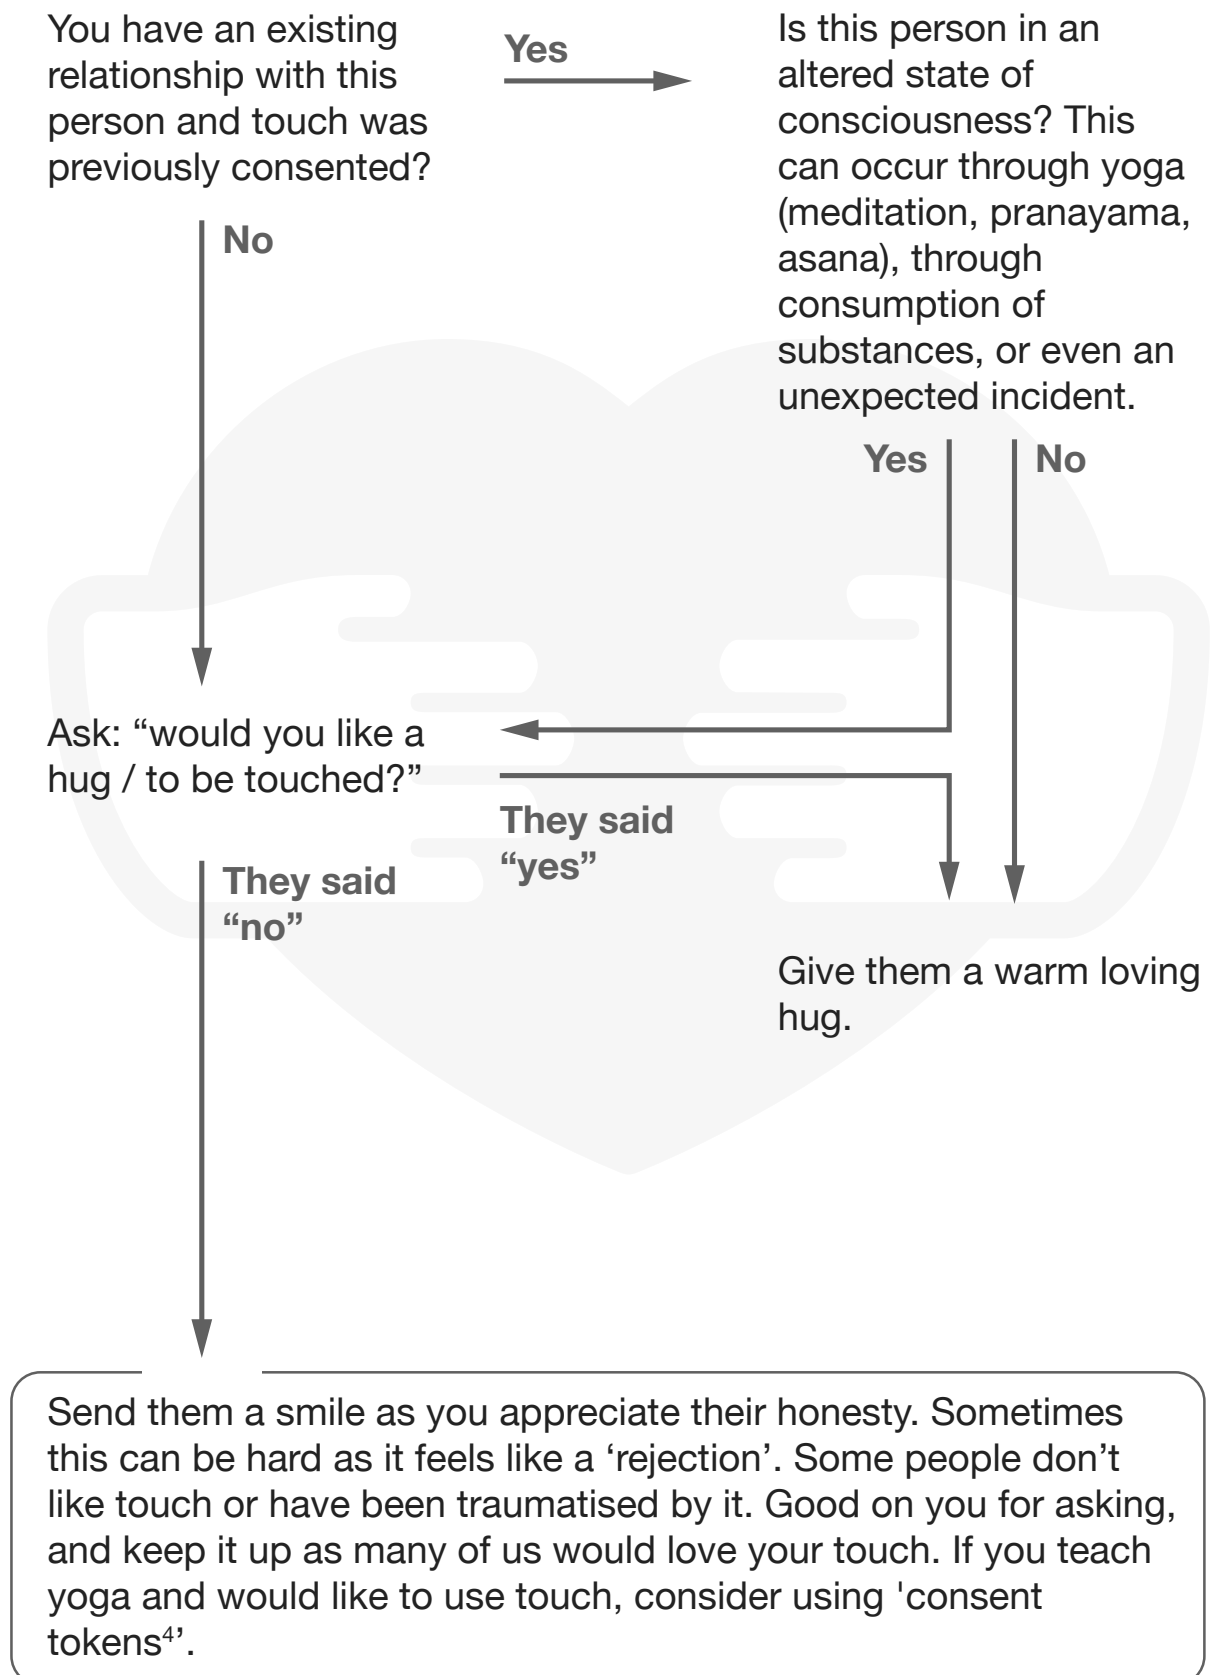 You have an existing
relationship with this
person and touch was
previously consented?
Yes
Is this person in an
altered state of
consciousness? This
can occur through yoga
(meditation, pranayama,
asana), through
consumption of
substances, or even an
unexpected incident.
No
Yes
No
Ask: “would you like a
hug / to be touched?”
They said
“yes”
They said
“no”
Give them a warm loving
hug.
Send them a smile as you appreciate their honesty. Sometimes
this can be hard as it feels like a ‘rejection’. Some people don’t
like touch or have been traumatised by it. Good on you for asking,
and keep it up as many of us would love your touch. If you teach
yoga and would like to use touch, consider using 'consent
tokens⁴’.